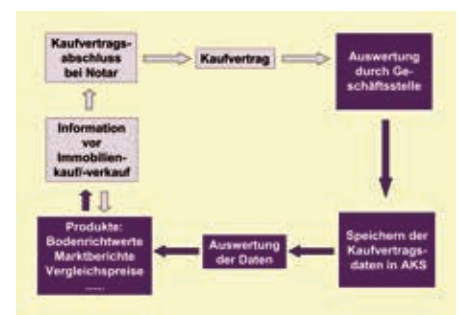 Kaufvertrags-
abschluss
bei Notar
Kaufvertrag
Auswertung
durch Ge-
schäftsstelle
Information
vor
Immobilien-
kauf/-verkauf
Produkte:
Bodenrichtwerte
Marktberichte
Vergleichspreise
......
Auswertung
der Daten
Speichern der
Kaufvertrags-
daten in AKS